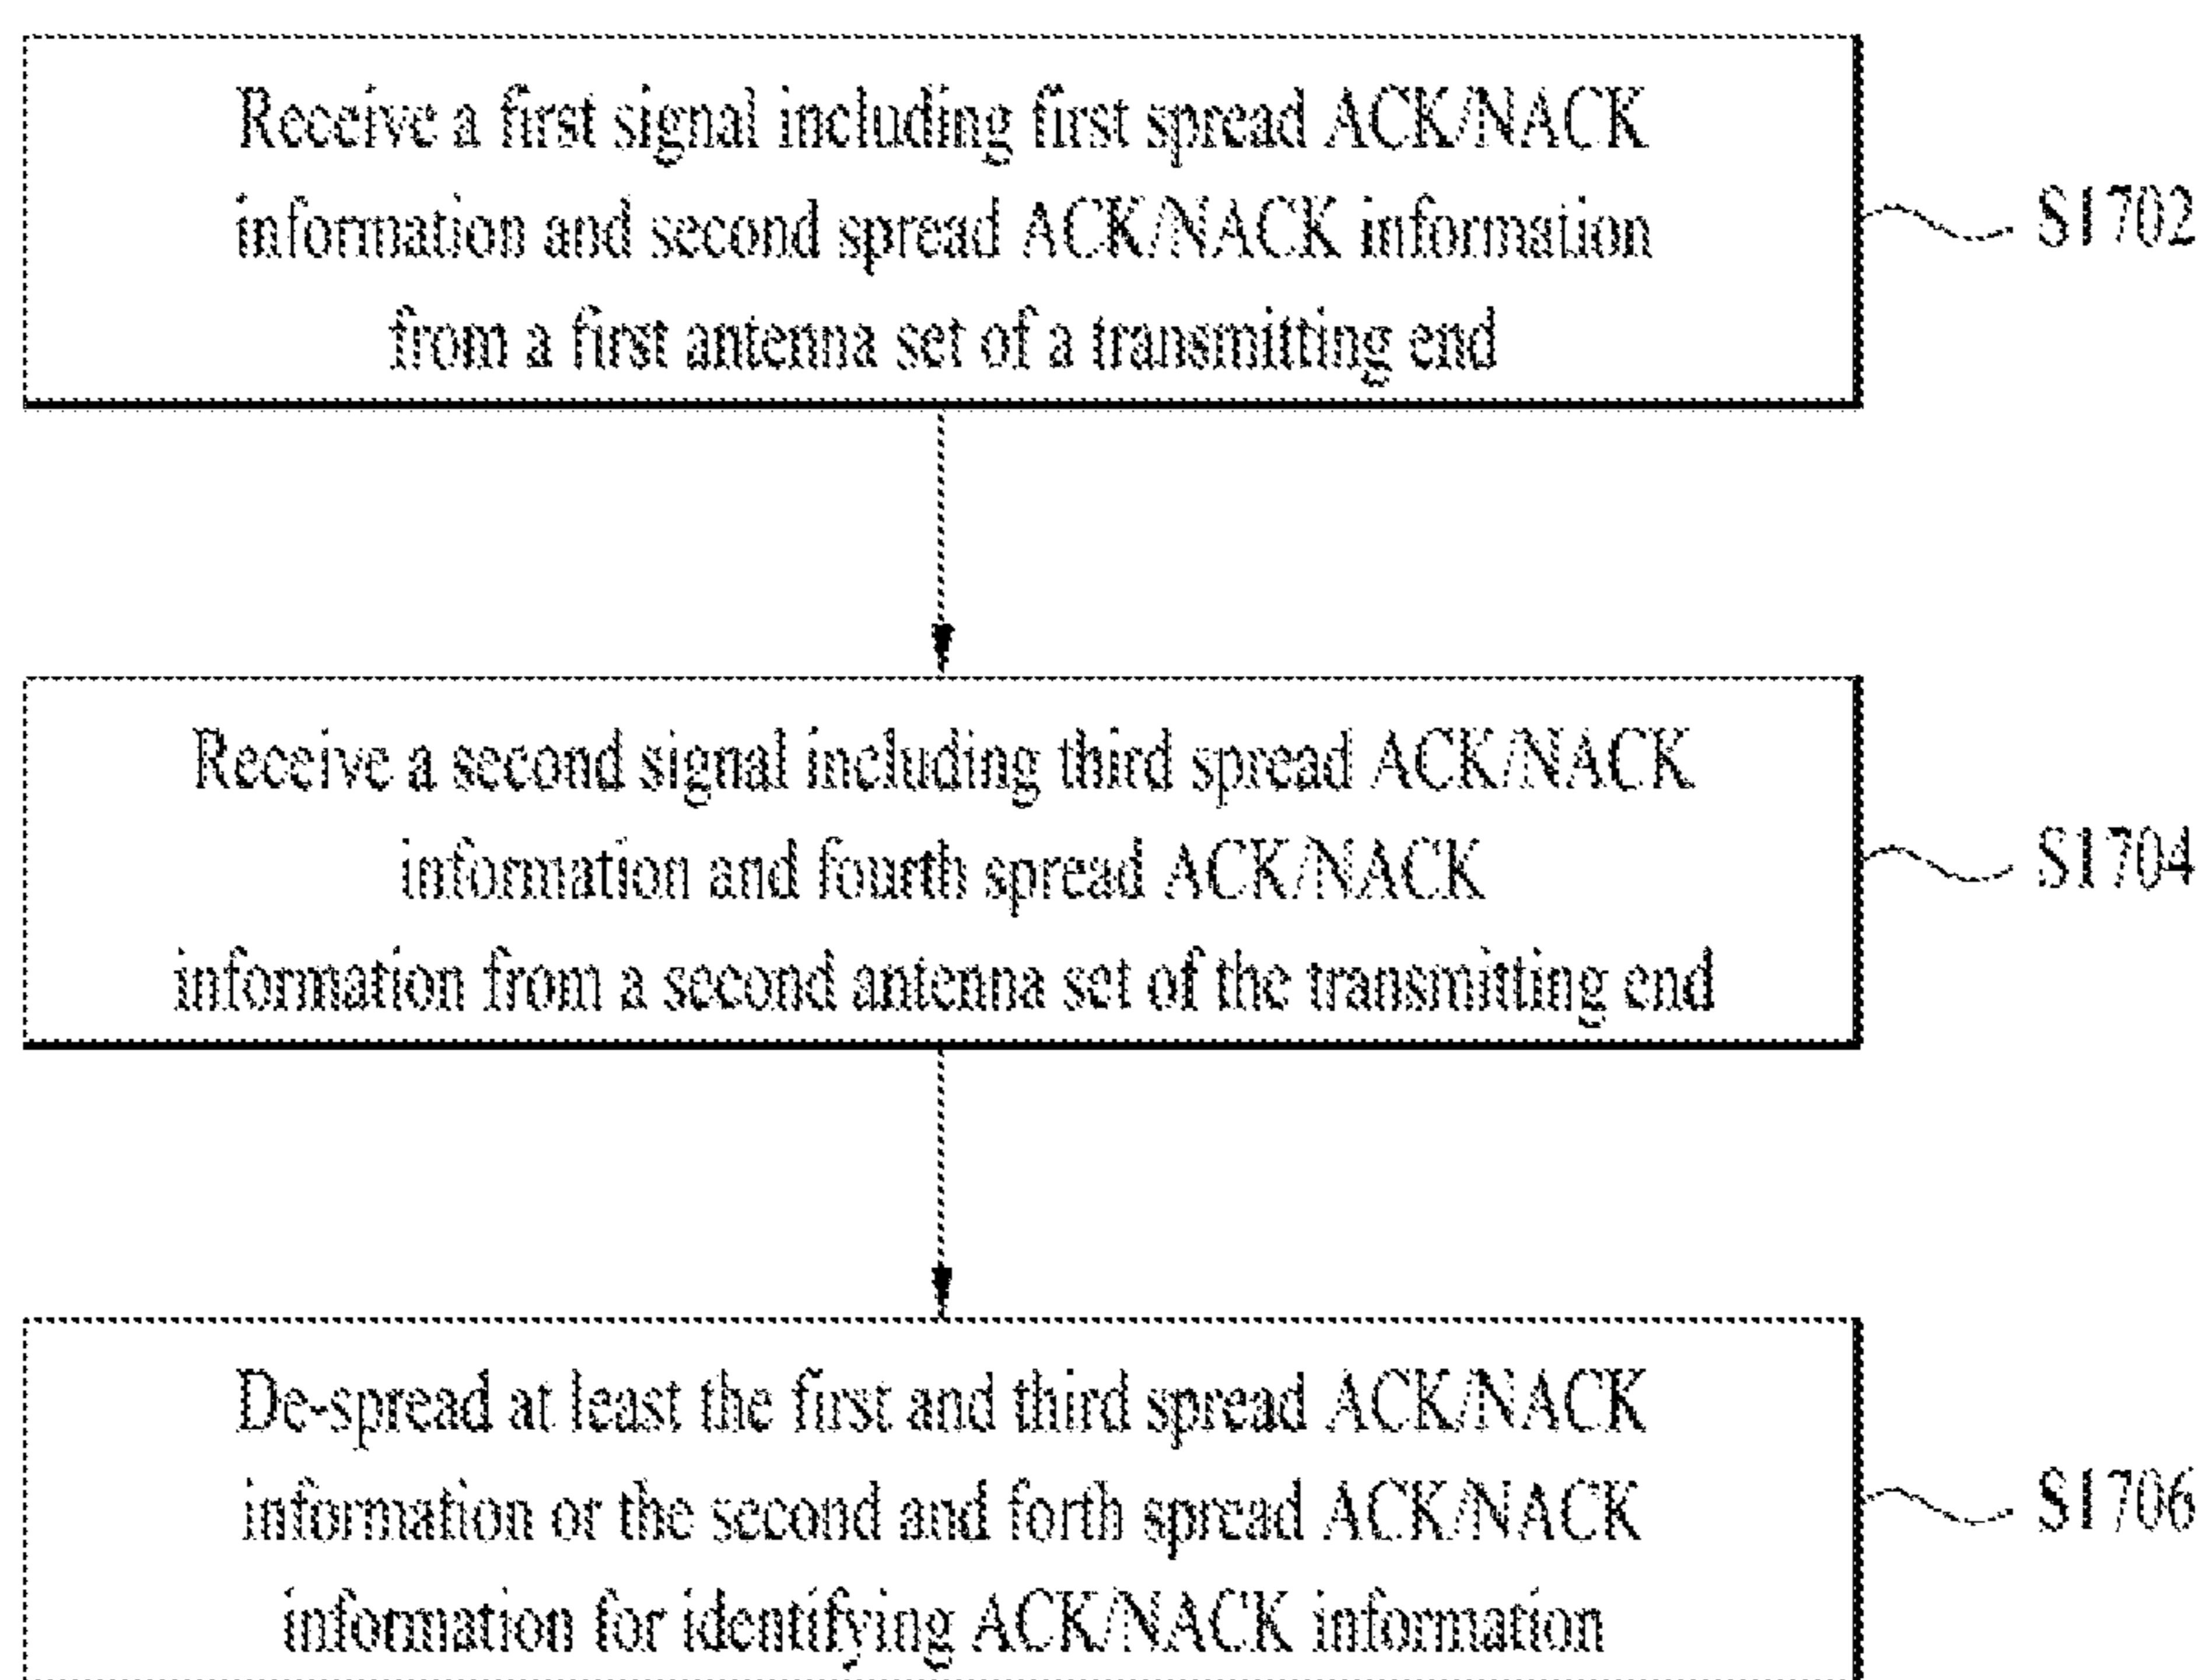 Receive a first signal including first spread ACK/NACK
information and second spread ACK/NACK information
from a first antenna set of a transmitting end
S1702
Receive a second signal including third spread ACK/NACK
information and fourth spread ACK/NACK
information from a second antenna set of the transmitting end
S1704
De-spread at least the first and third spread ACK/NACK
information or the second and forth spread ACK/NACK
information for identifying ACK/NACK information
S1706